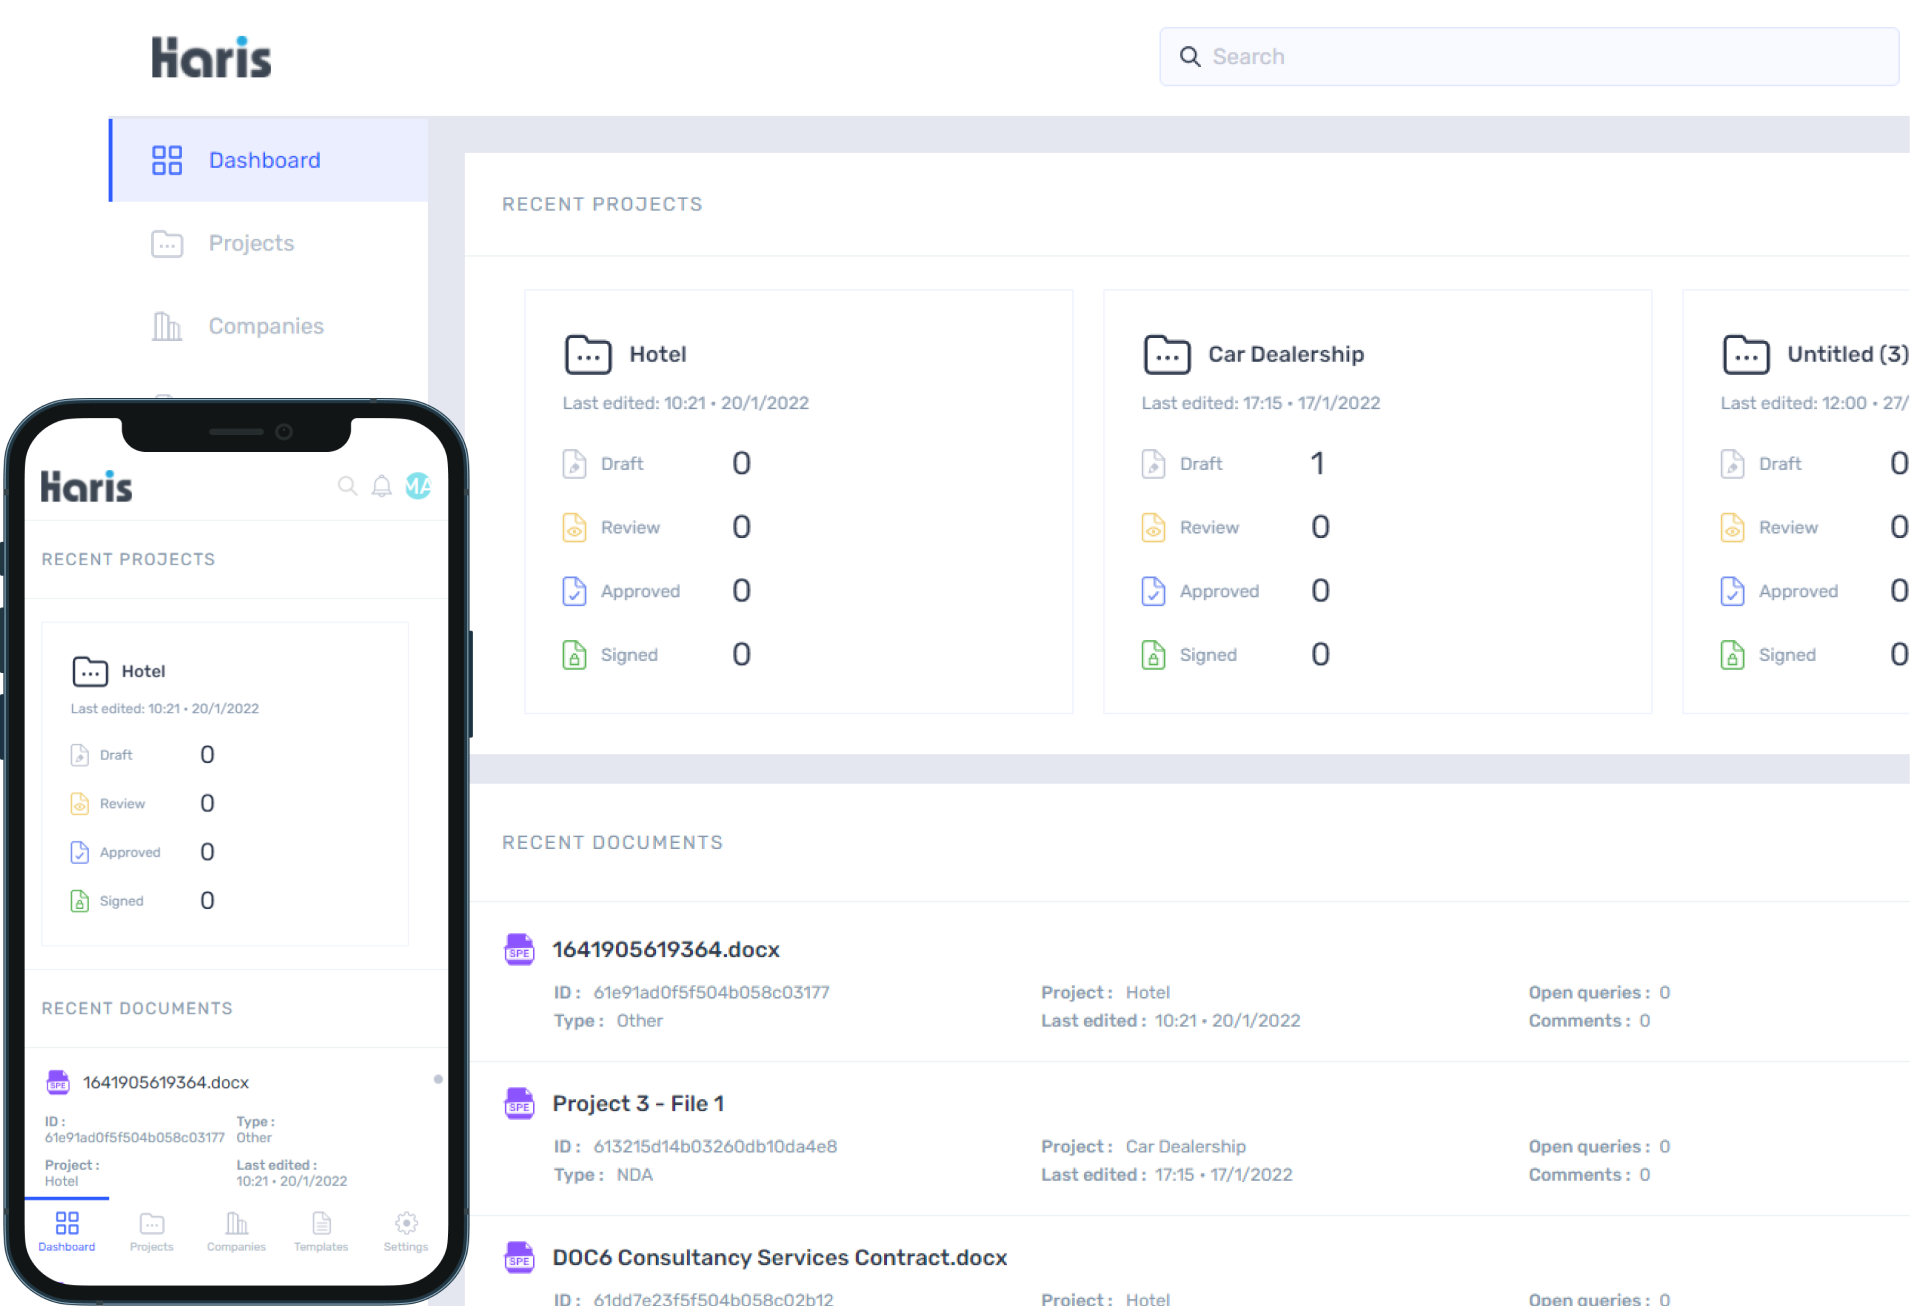 Haris
Search
Dashboard
Projects
Companies
RECENT PROJECTS
Hotel
Last edited: 10:21 • 20/1/2022
Draft 0
Review 0
Approved 0
Signed 0
Car Dealership
Last edited: 17:15 • 17/1/2022
Draft 1
Review 0
Approved 0
Signed 0
Untitled (3)
Last edited: 12:00 • 27/
Draft 0
Review 0
Approved 0
Signed 0
RECENT DOCUMENTS
SPE 1641905619364.docx
ID : 61e91ad0f5f504b058c03177 Project : Hotel Open queries : 0
Type : Other Last edited : 10:21 • 20/1/2022 Comments : 0
SPE Project 3 - File 1
ID : 613215d14b03260db10da4e8 Project : Car Dealership Open queries : 0
Type : NDA Last edited : 17:15 • 17/1/2022 Comments : 0
SPE DOC6 Consultancy Services Contract.docx
ID : 61dd7e23f5f504b058c02b12 Project : Hotel Open queries : 0
Haris MA
RECENT PROJECTS
Hotel
Last edited: 10:21 • 20/1/2022
Draft 0
Review 0
Approved 0
Signed 0
RECENT DOCUMENTS
SPE 1641905619364.docx
ID : Type :
61e91ad0f5f504b058c03177 Other
Project : Last edited :
Hotel 10:21 • 20/1/2022
Dashboard Projects Companies Templates Settings